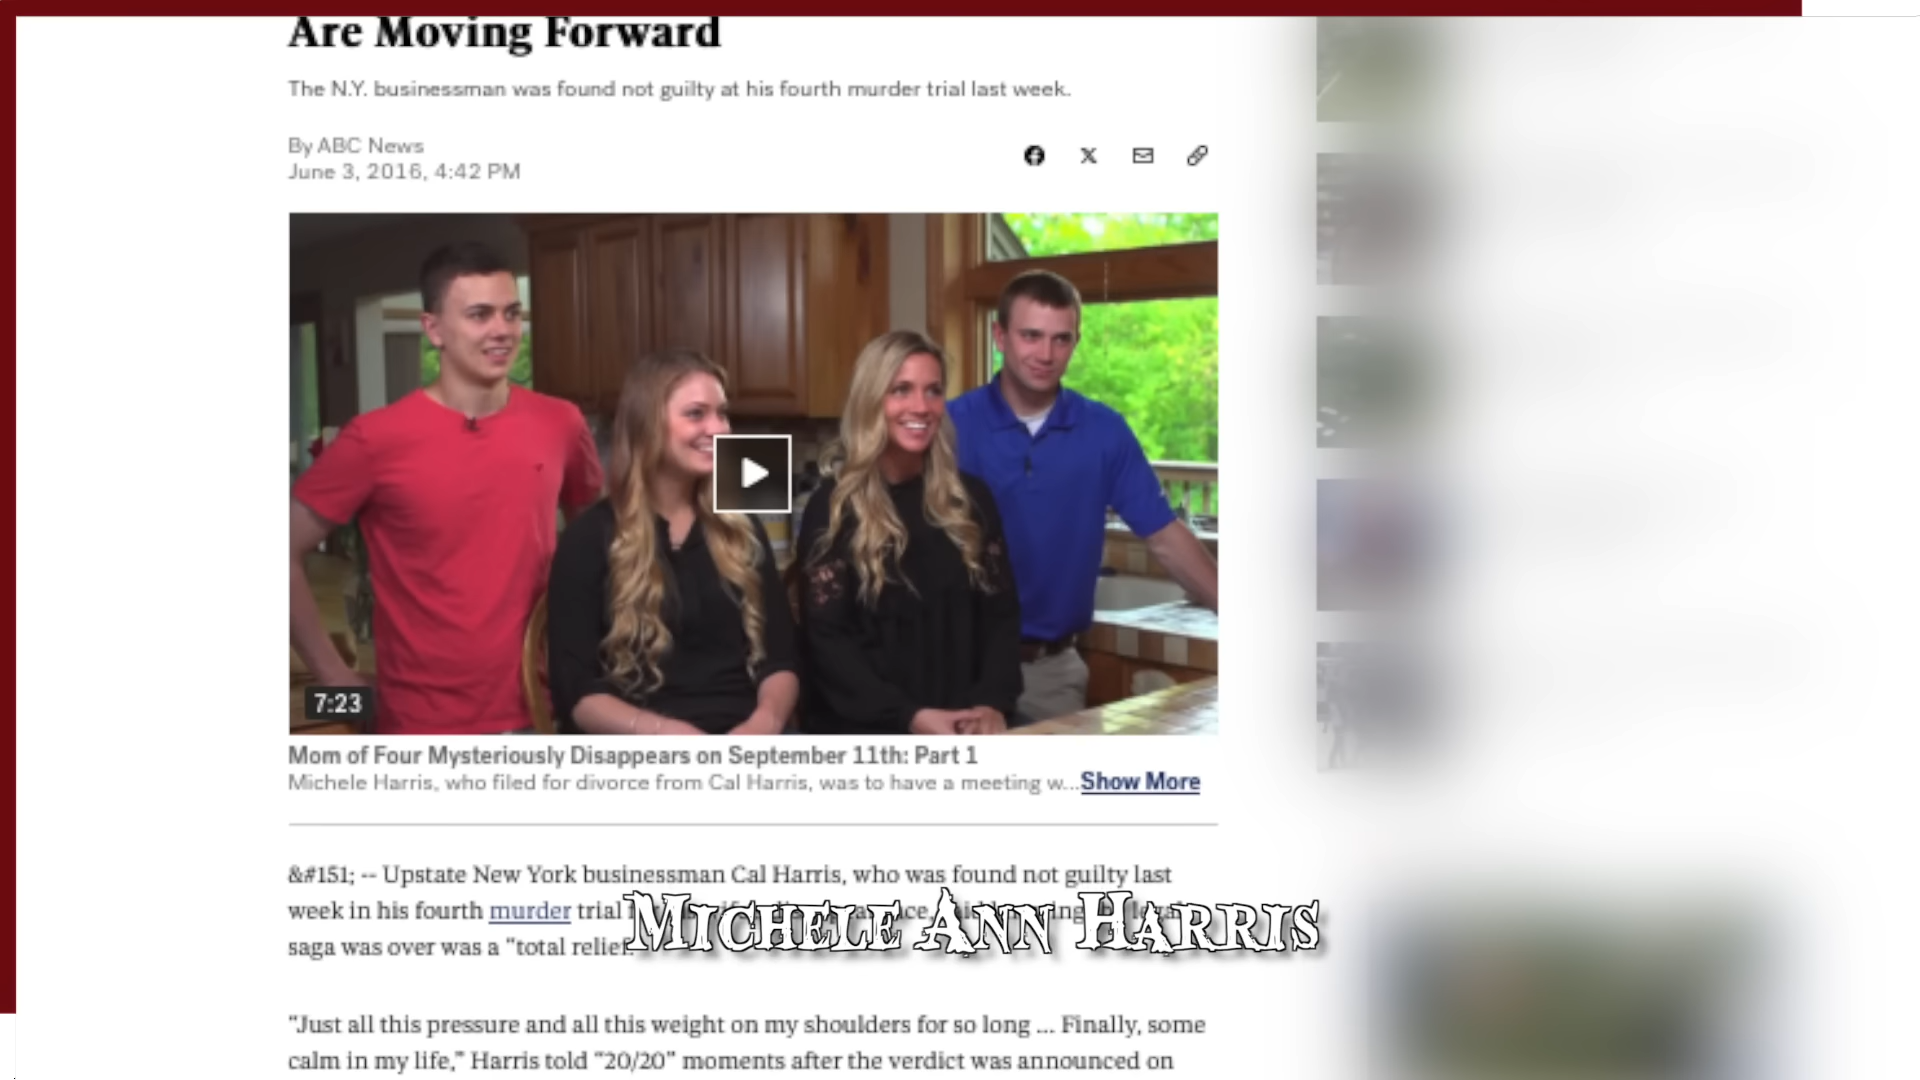 Are Moving Forward
The N.Y. businessman was found not guilty at his fourth murder trial last week.
By ABC News
June 3, 2016, 4:42 PM
7:23
Mom of Four Mysteriously Disappears on September 11th: Part 1
Michele Harris, who filed for divorce from Cal Harris, was to have a meeting w...Show More
&#151; -- Upstate New York businessman Cal Harris, who was found not guilty last
week in his fourth murder trial
saga was over was a “total relief.
Michele Ann Harris
“Just all this pressure and all this weight on my shoulders for so long ... Finally, some
calm in my life,” Harris told “20/20” moments after the verdict was announced on